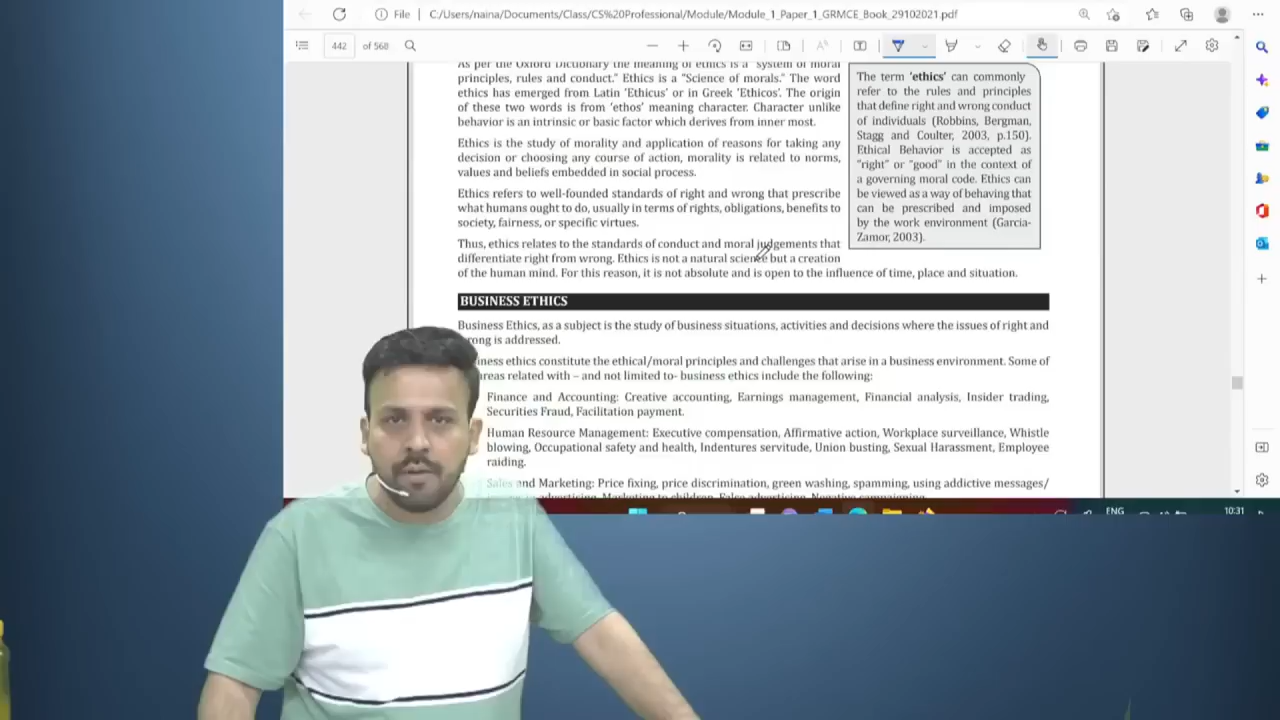 File
C:/Users/naina/Documents/Class/CS%20Professional/Module/Module_1_Paper_1_GRMCE_Book_29102021.pdf
442 of 560
As per the Oxford Dictionary the meaning of ethics is a "system of moral
principles, rules and conduct." Ethics is a "Science of morals." The word
ethics has emerged from Latin 'Ethicus' or in Greek 'Ethicos'. The origin
of these two words is from 'ethos' meaning character. Character unlike
behavior is an intrinsic or basic factor which derives from inner most.
Ethics is the study of morality and application of reasons for taking any
decision or choosing any course of action, morality is related to norms,
values and beliefs embedded in social process.
Ethics refers to well-founded standards of right and wrong that prescribe
what humans ought to do, usually in terms of rights, obligations, benefits to
society, fairness, or specific virtues.
Thus, ethics relates to the standards of conduct and moral judgements that
differentiate right from wrong. Ethics is not a natural science but a creation
of the human mind. For this reason, it is not absolute and is open to the influence of time, place and situation.
The term 'ethics' can commonly
refer to the rules and principles
that define right and wrong conduct
of individuals (Robbins, Bergman,
Stagg and Coulter, 2003, p.150).
Ethical Behavior is accepted as
"right" or "good" in the context of
a governing moral code. Ethics can
be viewed as a way of behaving that
can be prescribed and imposed
by the work environment (Garcia-
Zamor, 2003).
BUSINESS ETHICS
Business Ethics, as a subject is the study of business situations, activities and decisions where the issues of right and
wrong is addressed.
ness ethics constitute the ethical/moral principles and challenges that arise in a business environment. Some of
areas related with – and not limited to- business ethics include the following:
Finance and Accounting: Creative accounting, Earnings management, Financial analysis, Insider trading,
Securities Fraud, Facilitation payment.
Human Resource Management: Executive compensation, Affirmative action, Workplace surveillance, Whistle
blowing, Occupational safety and health, Indentures servitude, Union busting, Sexual Harassment, Employee
raiding.
Sales and Marketing: Price fixing, price discrimination, green washing, spamming, using addictive messages/
in advertising, Marketing to children, False advertising, Negative campaigning.
ENG
10:31